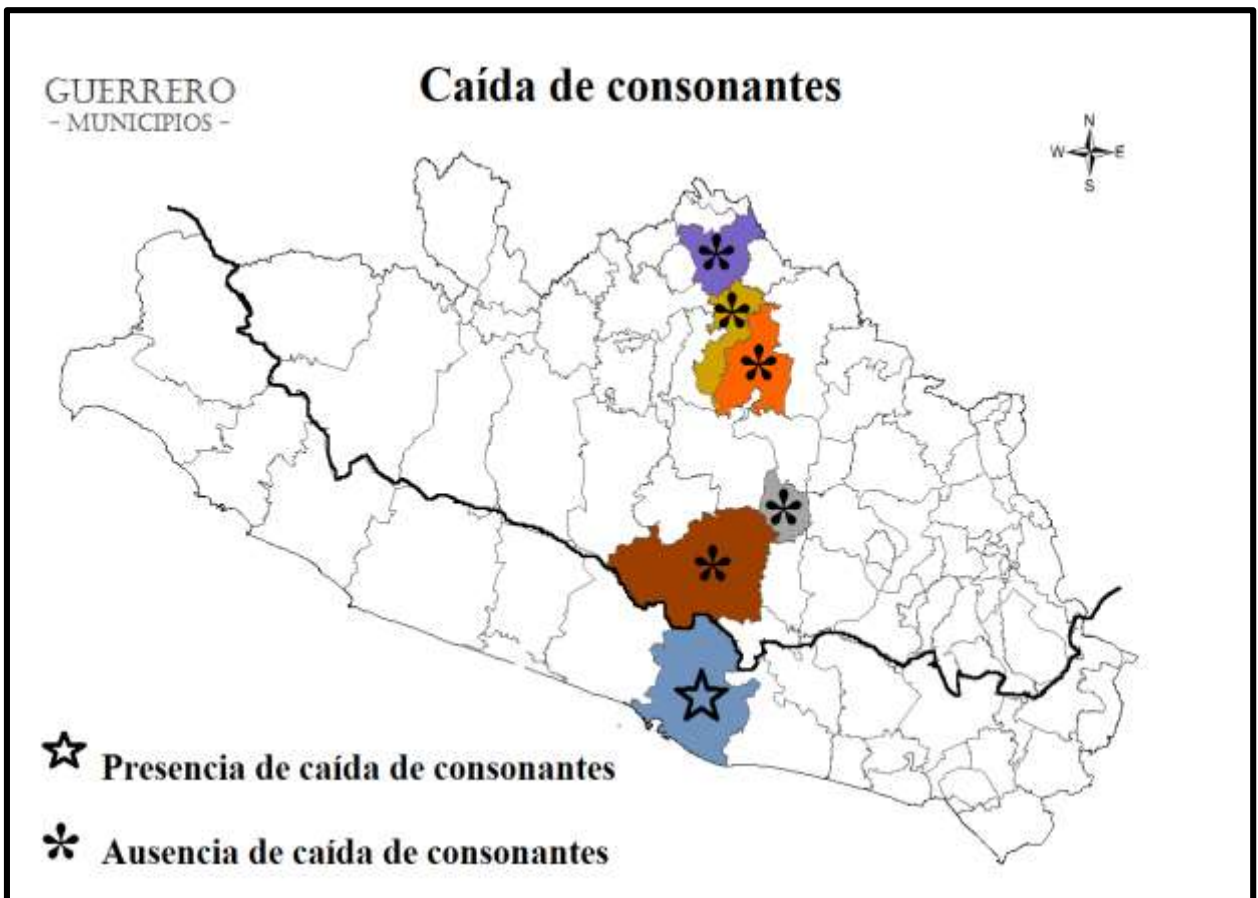 GUERRERO
- MUNICIPIOS -
Caída de consonantes
N
W E
S
Presencia de caída de consonantes
Ausencia de caída de consonantes